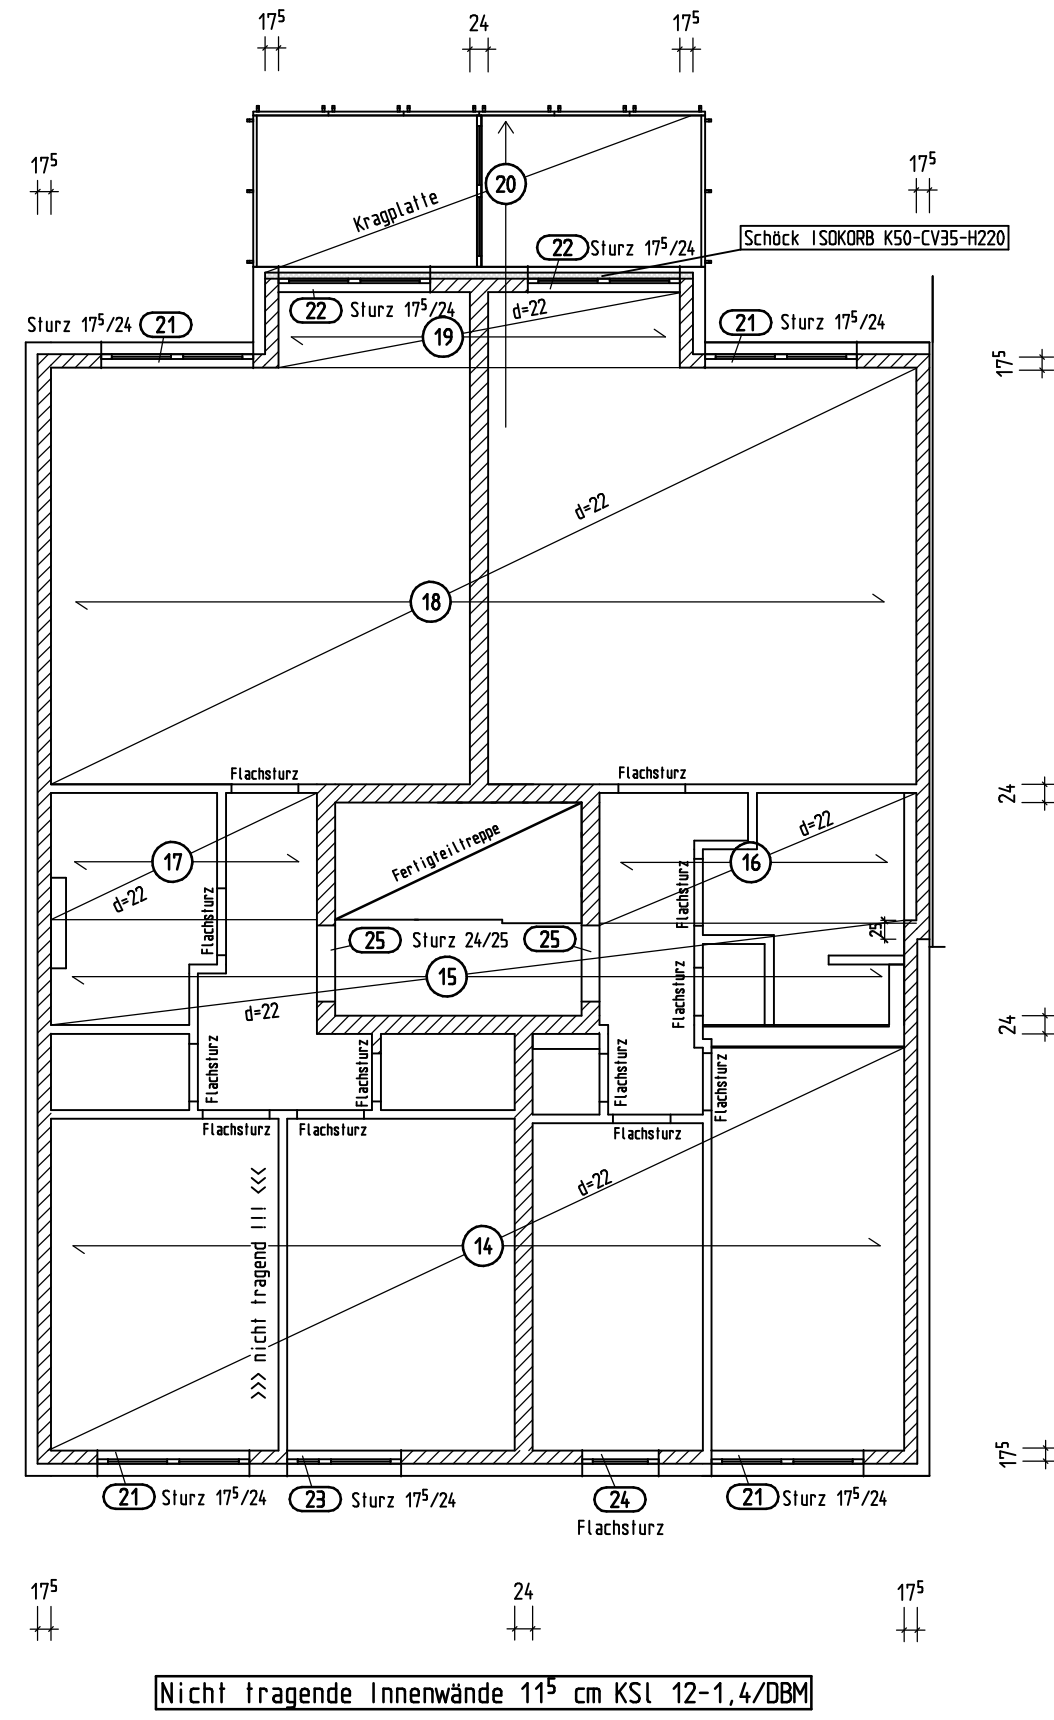 17⁵ 24 17⁵
17⁵ 17⁵
Kragplatte
20
Schöck ISOKORB K50-CV35-H220
22 Sturz 17⁵/24
22 Sturz 17⁵/24
d=22
19
Sturz 17⁵/24 21
21 Sturz 17⁵/24
17⁵
d=22
18
Flachsturz
Flachsturz
24
17
d=22
Flachsturz
Fertigteiltreppe
d=22
16
Flachsturz
25
25 Sturz 24/25 25
15
d=22
Flachsturz
24
Flachsturz
Flachsturz
Flachsturz
Flachsturz
Flachsturz
Flachsturz
Flachsturz
>>> nicht tragend !!! <<<
d=22
14
17⁵
21 Sturz 17⁵/24
23 Sturz 17⁵/24
24
Flachsturz
21 Sturz 17⁵/24
17⁵ 24 17⁵
Nicht tragende Innenwände 11⁵ cm KSL 12-1,4/DBM